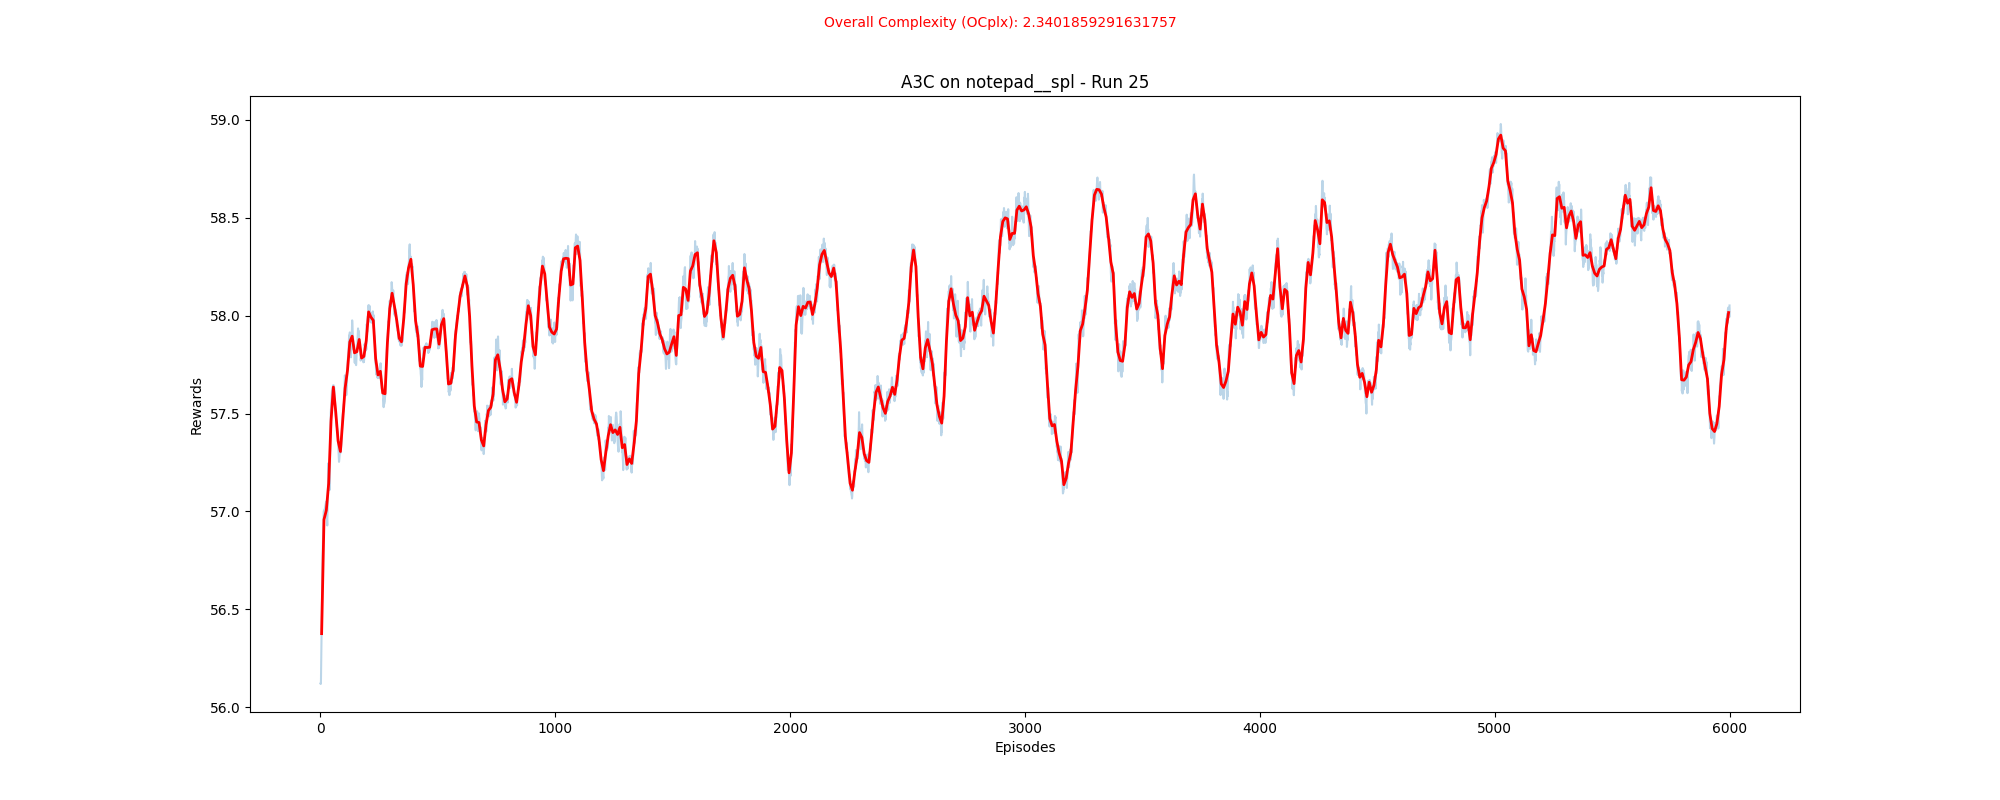 Overall Complexity (OCplx): 2.3401859291631757
A3C on notepad__spl - Run 25
59.0
58.5
58.0
57.5
57.0
56.5
56.0
Rewards
0 1000 2000 3000 4000 5000 6000
Episodes